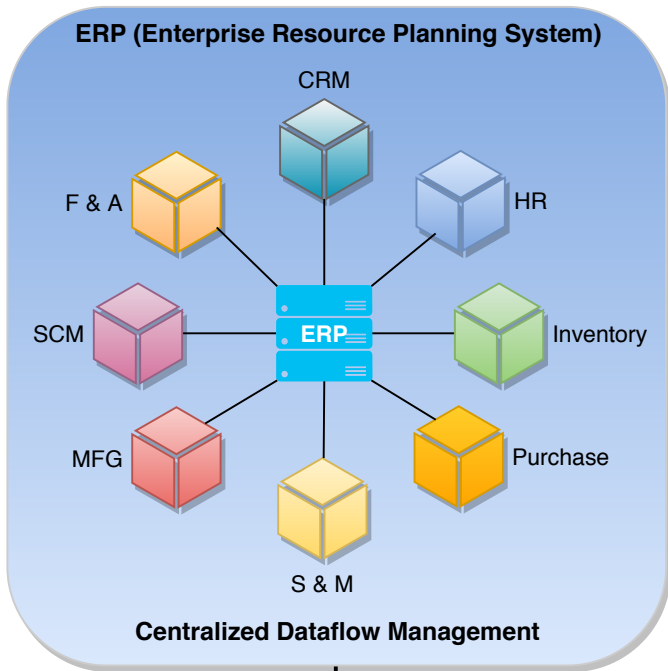 ERP (Enterprise Resource Planning System)
CRM
F & A
HR
SCM
ERP
Inventory
MFG
Purchase
S & M
Centralized Dataflow Management